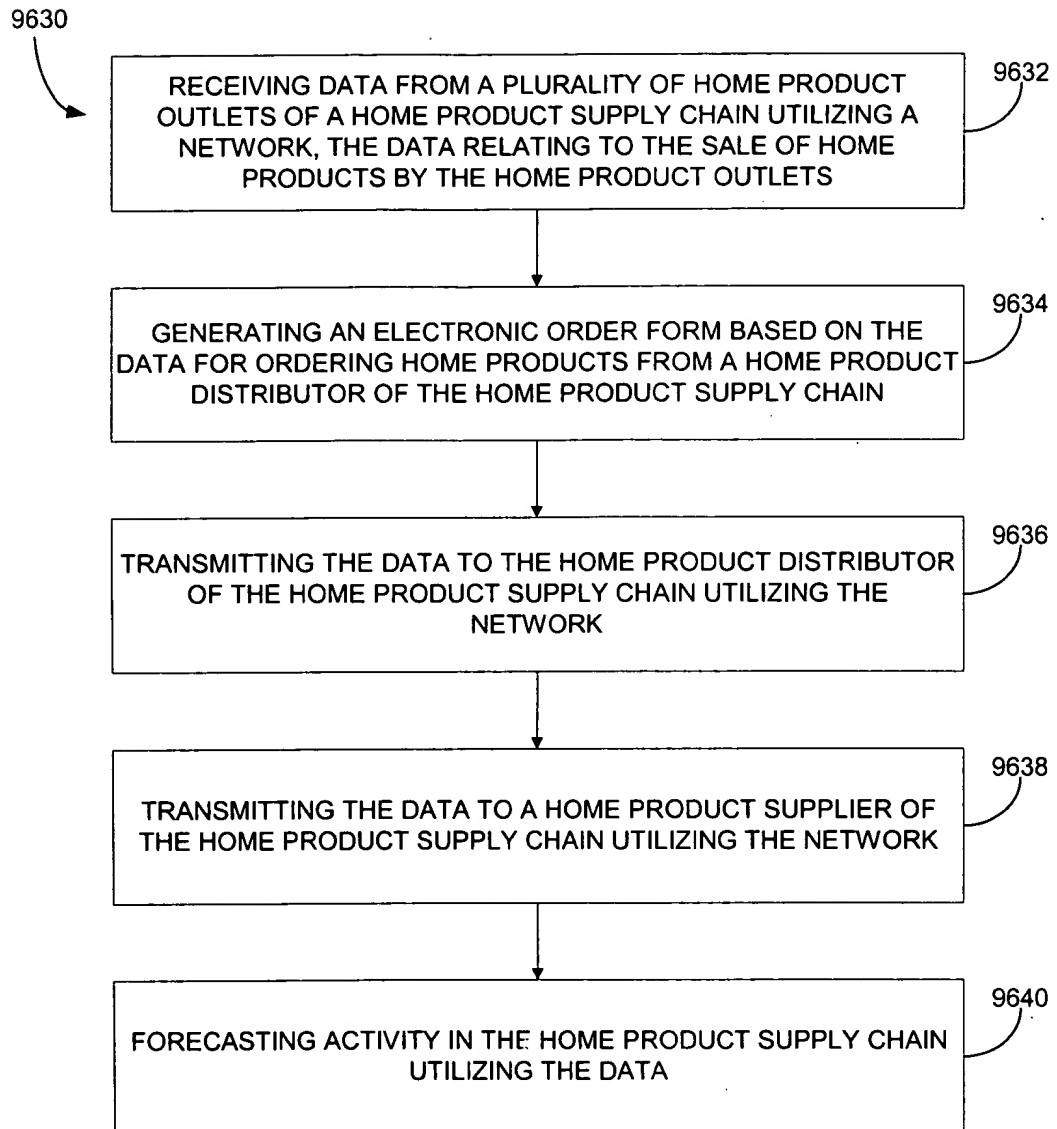 9630
9632
RECEIVING DATA FROM A PLURALITY OF HOME PRODUCT
OUTLETS OF A HOME PRODUCT SUPPLY CHAIN UTILIZING A
NETWORK, THE DATA RELATING TO THE SALE OF HOME
PRODUCTS BY THE HOME PRODUCT OUTLETS
9634
GENERATING AN ELECTRONIC ORDER FORM BASED ON THE
DATA FOR ORDERING HOME PRODUCTS FROM A HOME PRODUCT
DISTRIBUTOR OF THE HOME PRODUCT SUPPLY CHAIN
9636
TRANSMITTING THE DATA TO THE HOME PRODUCT DISTRIBUTOR
OF THE HOME PRODUCT SUPPLY CHAIN UTILIZING THE
NETWORK
9638
TRANSMITTING THE DATA TO A HOME PRODUCT SUPPLIER OF
THE HOME PRODUCT SUPPLY CHAIN UTILIZING THE NETWORK
9640
FORECASTING ACTIVITY IN THE HOME PRODUCT SUPPLY CHAIN
UTILIZING THE DATA